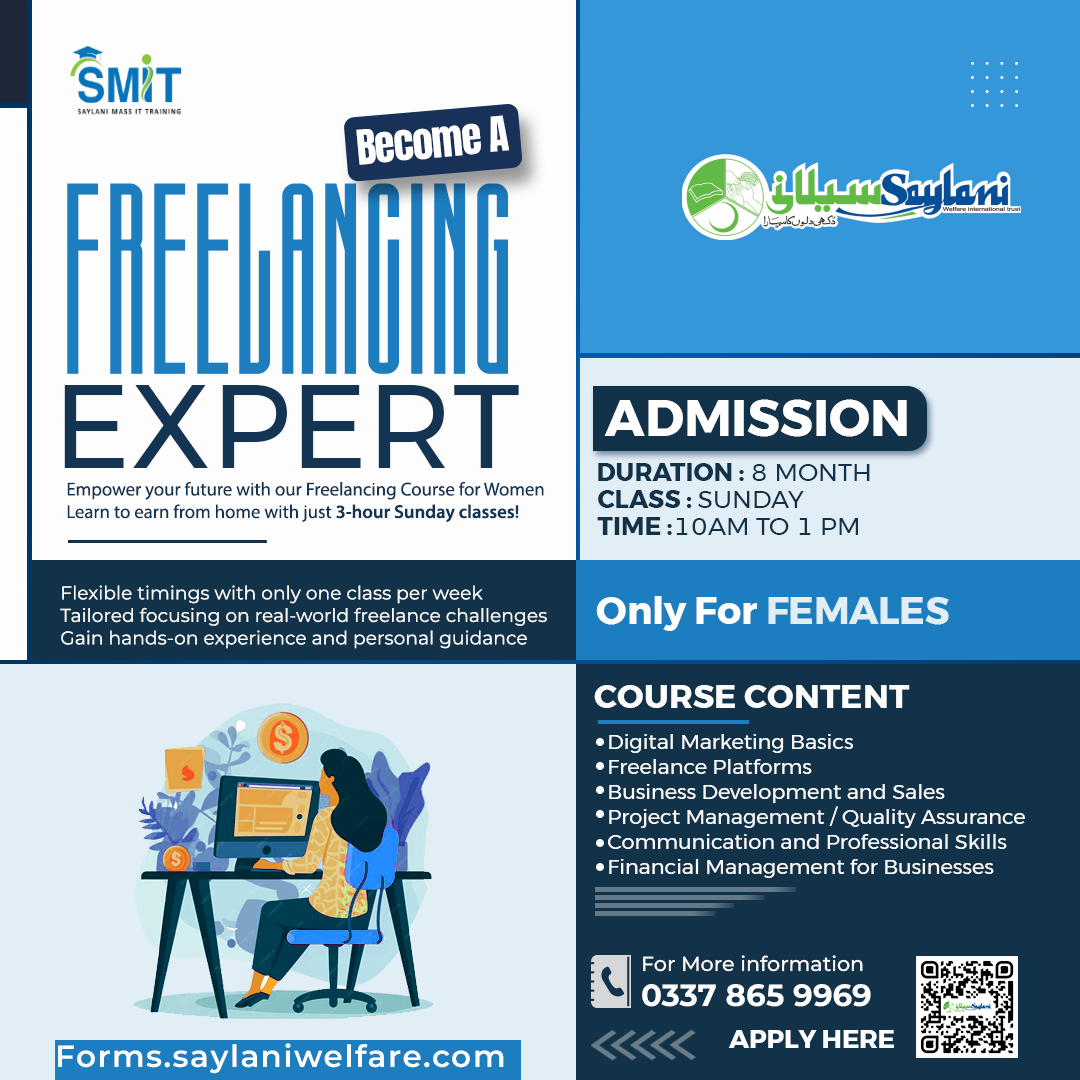 SMIT
SAYLANI MASS IT TRAINING
Become A
FREELANCING
EXPERT
Empower your future with our Freelancing Course for Women
Learn to earn from home with just 3-hour Sunday classes!
Flexible timings with only one class per week
Tailored focusing on real-world freelance challenges
Gain hands-on experience and personal guidance
سیلانی Saylani
Welfare international trust
دُکھی دلوں کا سہارا
ADMISSION
DURATION : 8 MONTH
CLASS : SUNDAY
TIME :10AM TO 1 PM
Only For FEMALES
COURSE CONTENT
•Digital Marketing Basics
•Freelance Platforms
•Business Development and Sales
•Project Management / Quality Assurance
•Communication and Professional Skills
•Financial Management for Businesses
For More information
0337 865 9969
APPLY HERE
Saylani
Forms.saylaniwelfare.com